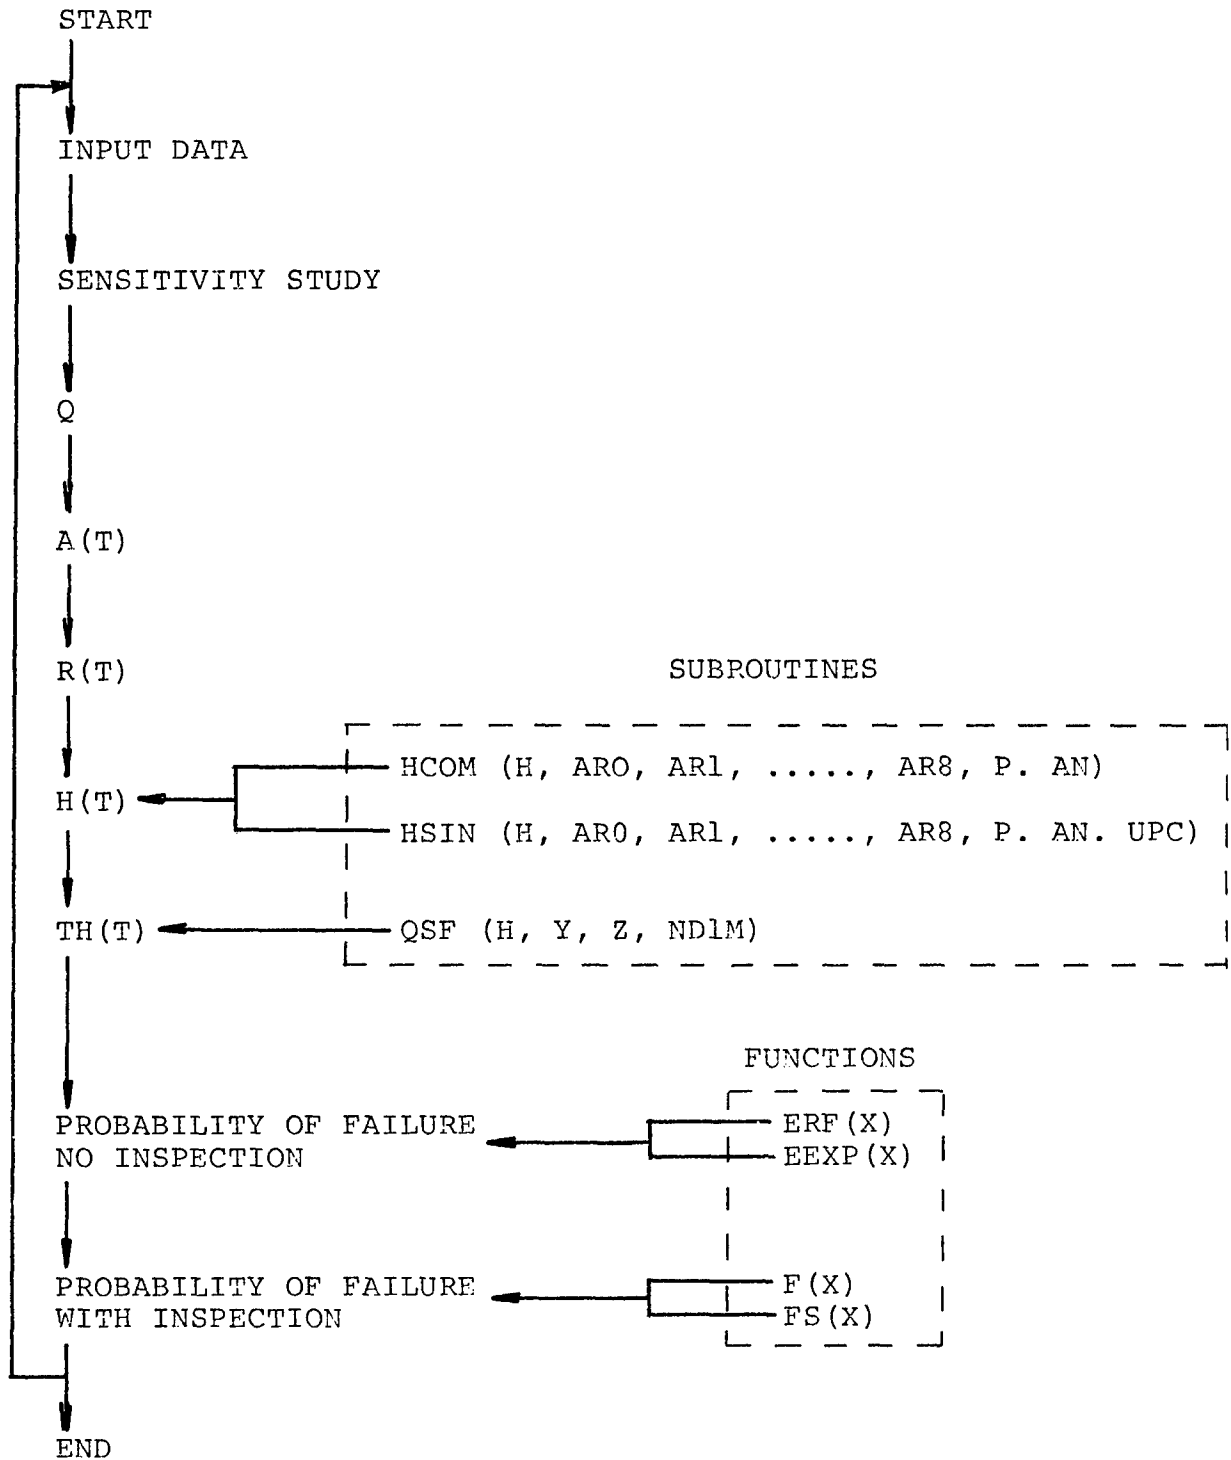 START
INPUT DATA
SENSITIVITY STUDY
Q
A(T)
R(T)
SUBROUTINES
HCOM (H, ARO, AR1, ....., AR8, P. AN)
H(T)
HSIN (H, AR0, AR1, ....., AR8, P. AN. UPC)
TH(T)
QSF (H, Y, Z, ND1M)
FUNCTIONS
PROBABILITY OF FAILURE
NO INSPECTION
ERF(X)
EEXP(X)
PROBABILITY OF FAILURE
WITH INSPECTION
F(X)
FS(X)
END